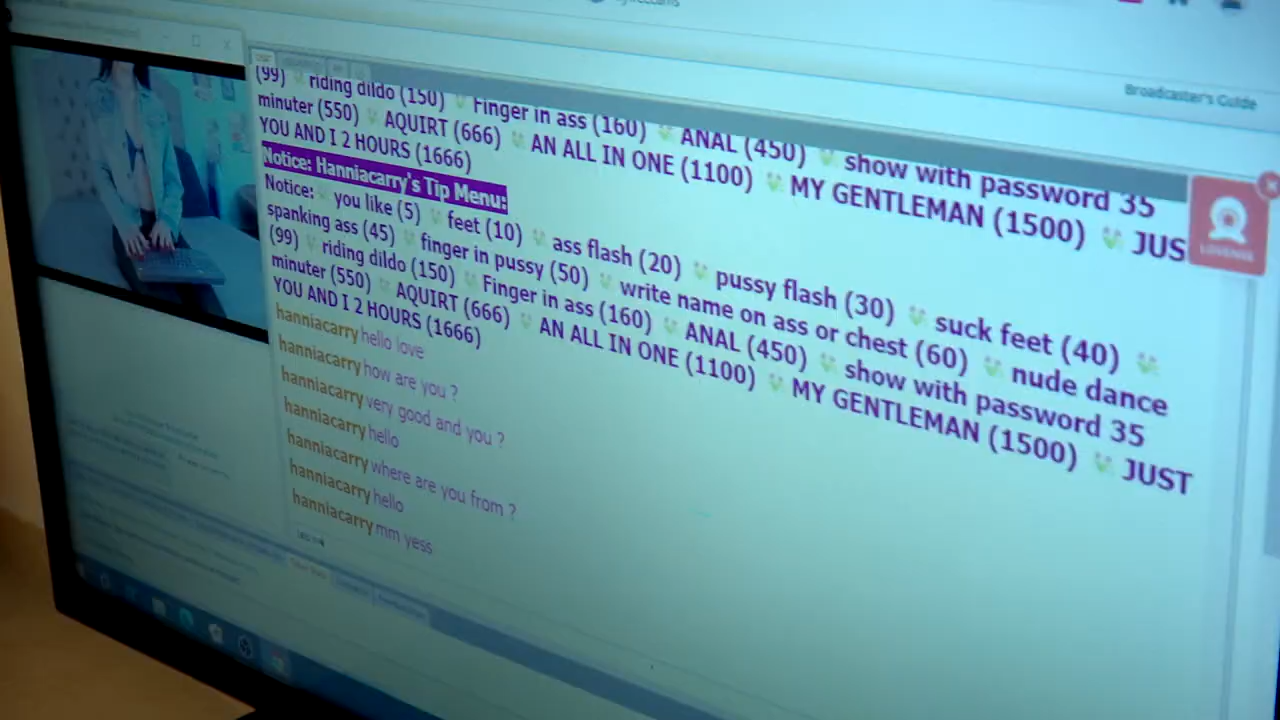 Broadcaster's Guide
(99) riding dildo (150) Finger in ass (160) ANAL (450) show with password 35
minuter (550) AQUIRT (666) AN ALL IN ONE (1100) MY GENTLEMAN (1500) JUS
YOU AND I 2 HOURS (1666)
Notice: Hanniacarry's Tip Menu:
Notice: you like (5) feet (10) ass flash (20) pussy flash (30) suck feet (40)
spanking ass (45) finger in pussy (50) write name on ass or chest (60) nude dance
(99) riding dildo (150) Finger in ass (160) ANAL (450) show with password 35
minuter (550) AQUIRT (666) AN ALL IN ONE (1100) MY GENTLEMAN (1500) JUST
YOU AND I 2 HOURS (1666)
hanniacarry hello love
hanniacarry how are you ?
hanniacarry very good and you ?
hanniacarry hello
hanniacarry where are you from ?
hanniacarry hello
hanniacarry mm yess
LOVENSE